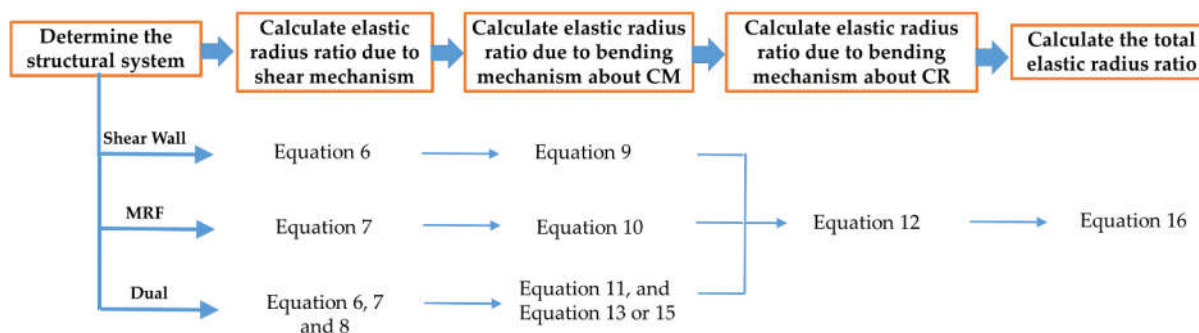 Determine the
structural system
Calculate elastic
radius ratio due to
shear mechanism
Calculate elastic radius
ratio due to bending
mechanism about CM
Calculate elastic radius
ratio due to bending
mechanism about CR
Calculate the total
elastic radius ratio
Shear Wall
Equation 6
Equation 9
MRF
Equation 7
Equation 10
Equation 12
Equation 16
Dual
Equation 6, 7
and 8
Equation 11, and
Equation 13 or 15